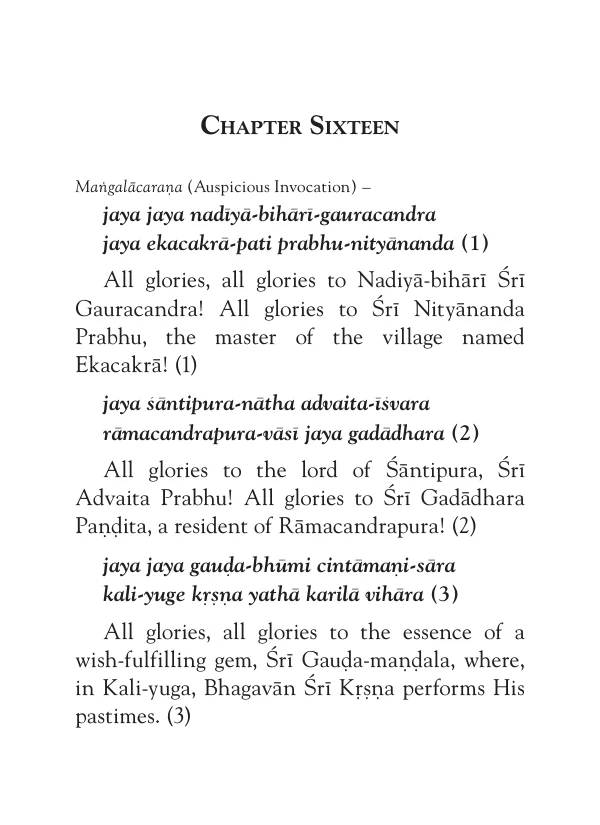 CHAPTER SIXTEEN
Maṅgalācaraṇa (Auspicious Invocation) –
jaya jaya nadīyā-bihārī-gauracandra
jaya ekacakrā-pati prabhu-nityānanda (1)
All glories, all glories to Nadiyā-bihārī Śrī
Gauracandra! All glories to Śrī Nityānanda
Prabhu, the master of the village named
Ekacakrā! (1)
jaya śāntipura-nātha advaita-īśvara
rāmacandrapura-vāsī jaya gadādhara (2)
All glories to the lord of Śāntipura, Śrī
Advaita Prabhu! All glories to Śrī Gadādhara
Paṇḍita, a resident of Rāmacandrapura! (2)
jaya jaya gauḍa-bhūmi cintāmaṇi-sāra
kali-yuge kṛṣṇa yathā karilā vihāra (3)
All glories, all glories to the essence of a
wish-fulfilling gem, Śrī Gauḍa-maṇḍala, where,
in Kali-yuga, Bhagavān Śrī Kṛṣṇa performs His
pastimes. (3)